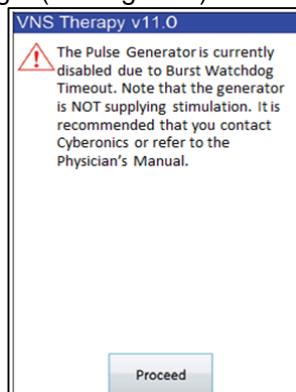 VNS Therapy v11.0
The Pulse Generator is currently
disabled due to Burst Watchdog
Timeout. Note that the generator
is NOT supplying stimulation. It is
recommended that you contact
Cyberonics or refer to the
Physician's Manual.
Proceed